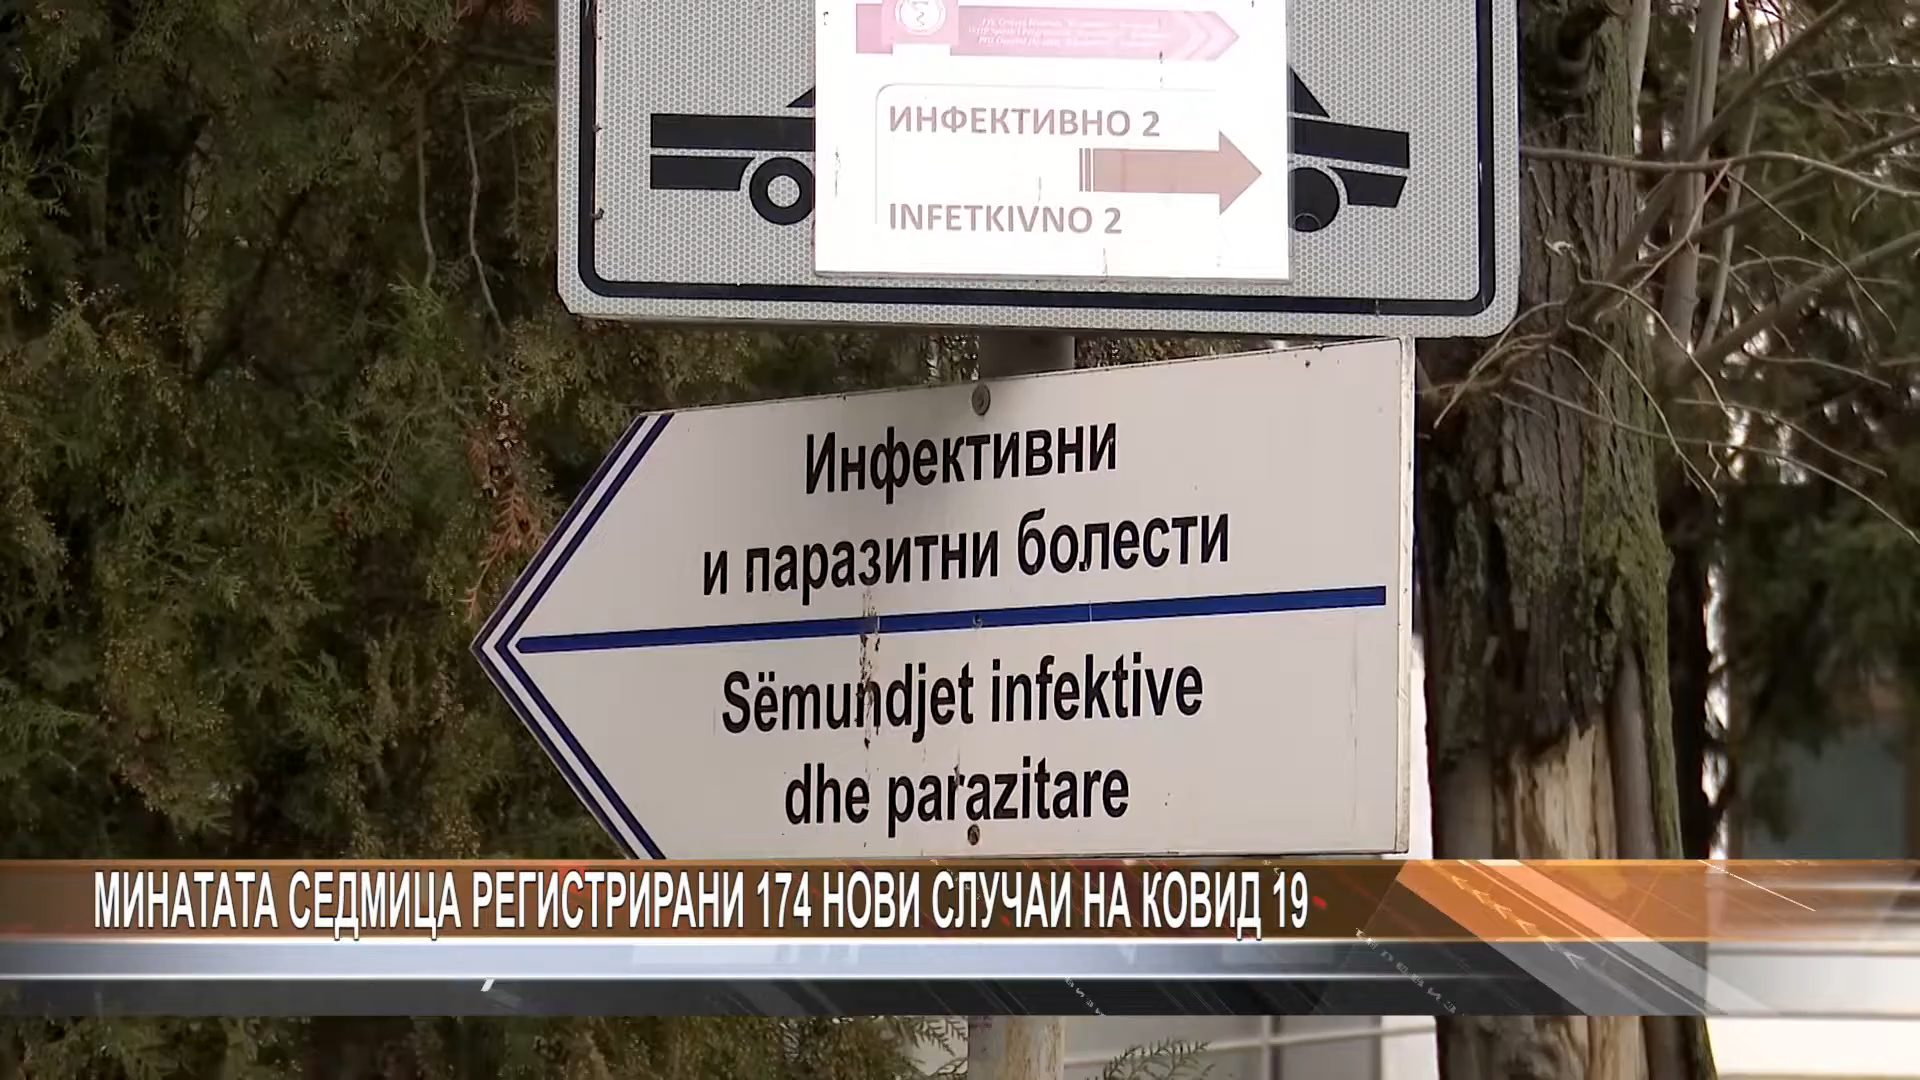 ИНФЕКТИВНО 2
INFETKIVNO 2
Инфективни
и паразитни болести
Sëmundjet infektive
dhe parazitare
МИНАТАТА СЕДМИЦА РЕГИСТРИРАНИ 174 НОВИ СЛУЧАИ НА КОВИД 19